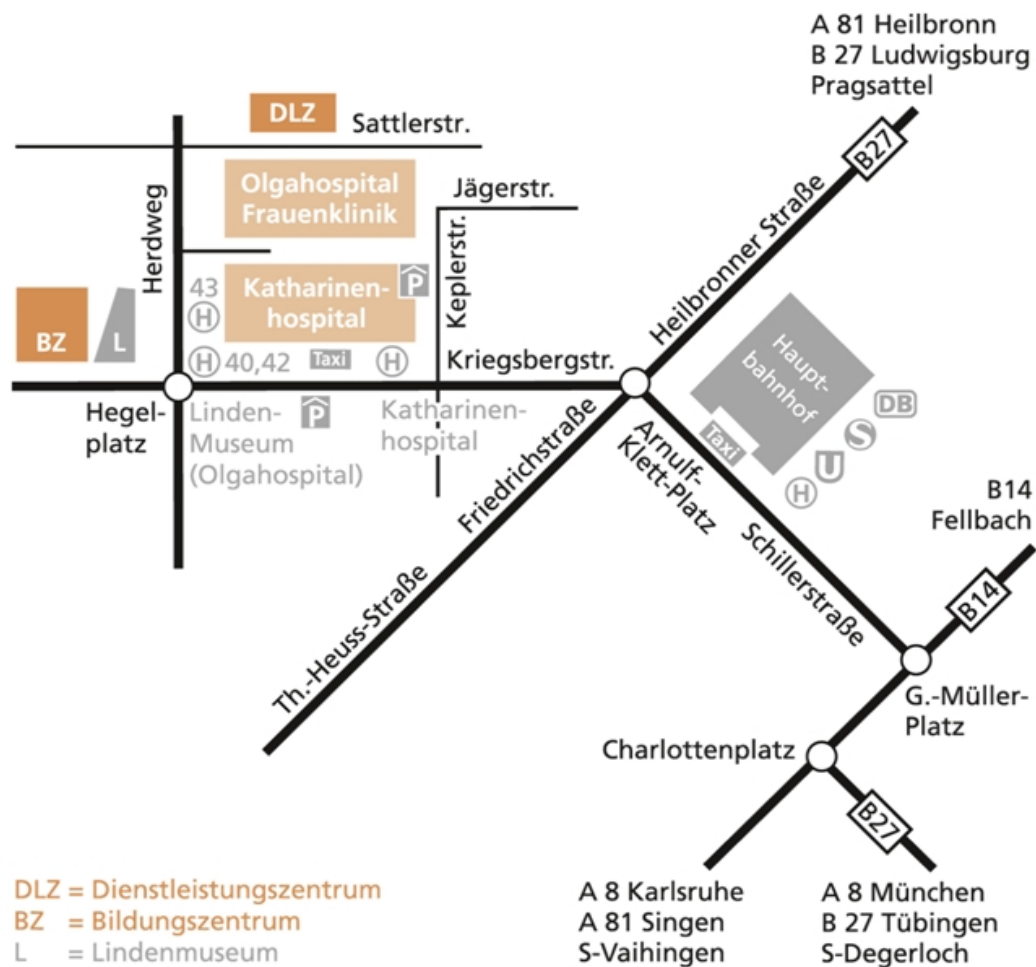 A 81 Heilbronn
B 27 Ludwigsburg
Pragsattel
B27
DLZ
Sattlerstr.
Olgahospital
Frauenklinik
Jägerstr.
Herdweg
Keplerstr.
Heilbronner Straße
43
H
Katharinen-
hospital
P
BZ
L
H 40,42 Taxi H
Kriegsbergstr.
Haupt-
bahnhof
DB
S
U
H
Taxi
Hegel-
platz
Linden-
Museum
(Olgahospital)
P
Katharinen-
hospital
Arnulf-
Klett-Platz
Friedrichstraße
Th.-Heuss-Straße
Schillerstraße
B14
Fellbach
B14
G.-Müller-
Platz
Charlottenplatz
B27
A 8 Karlsruhe
A 81 Singen
S-Vaihingen
A 8 München
B 27 Tübingen
S-Degerloch
DLZ = Dienstleistungszentrum
BZ = Bildungszentrum
L = Lindenmuseum